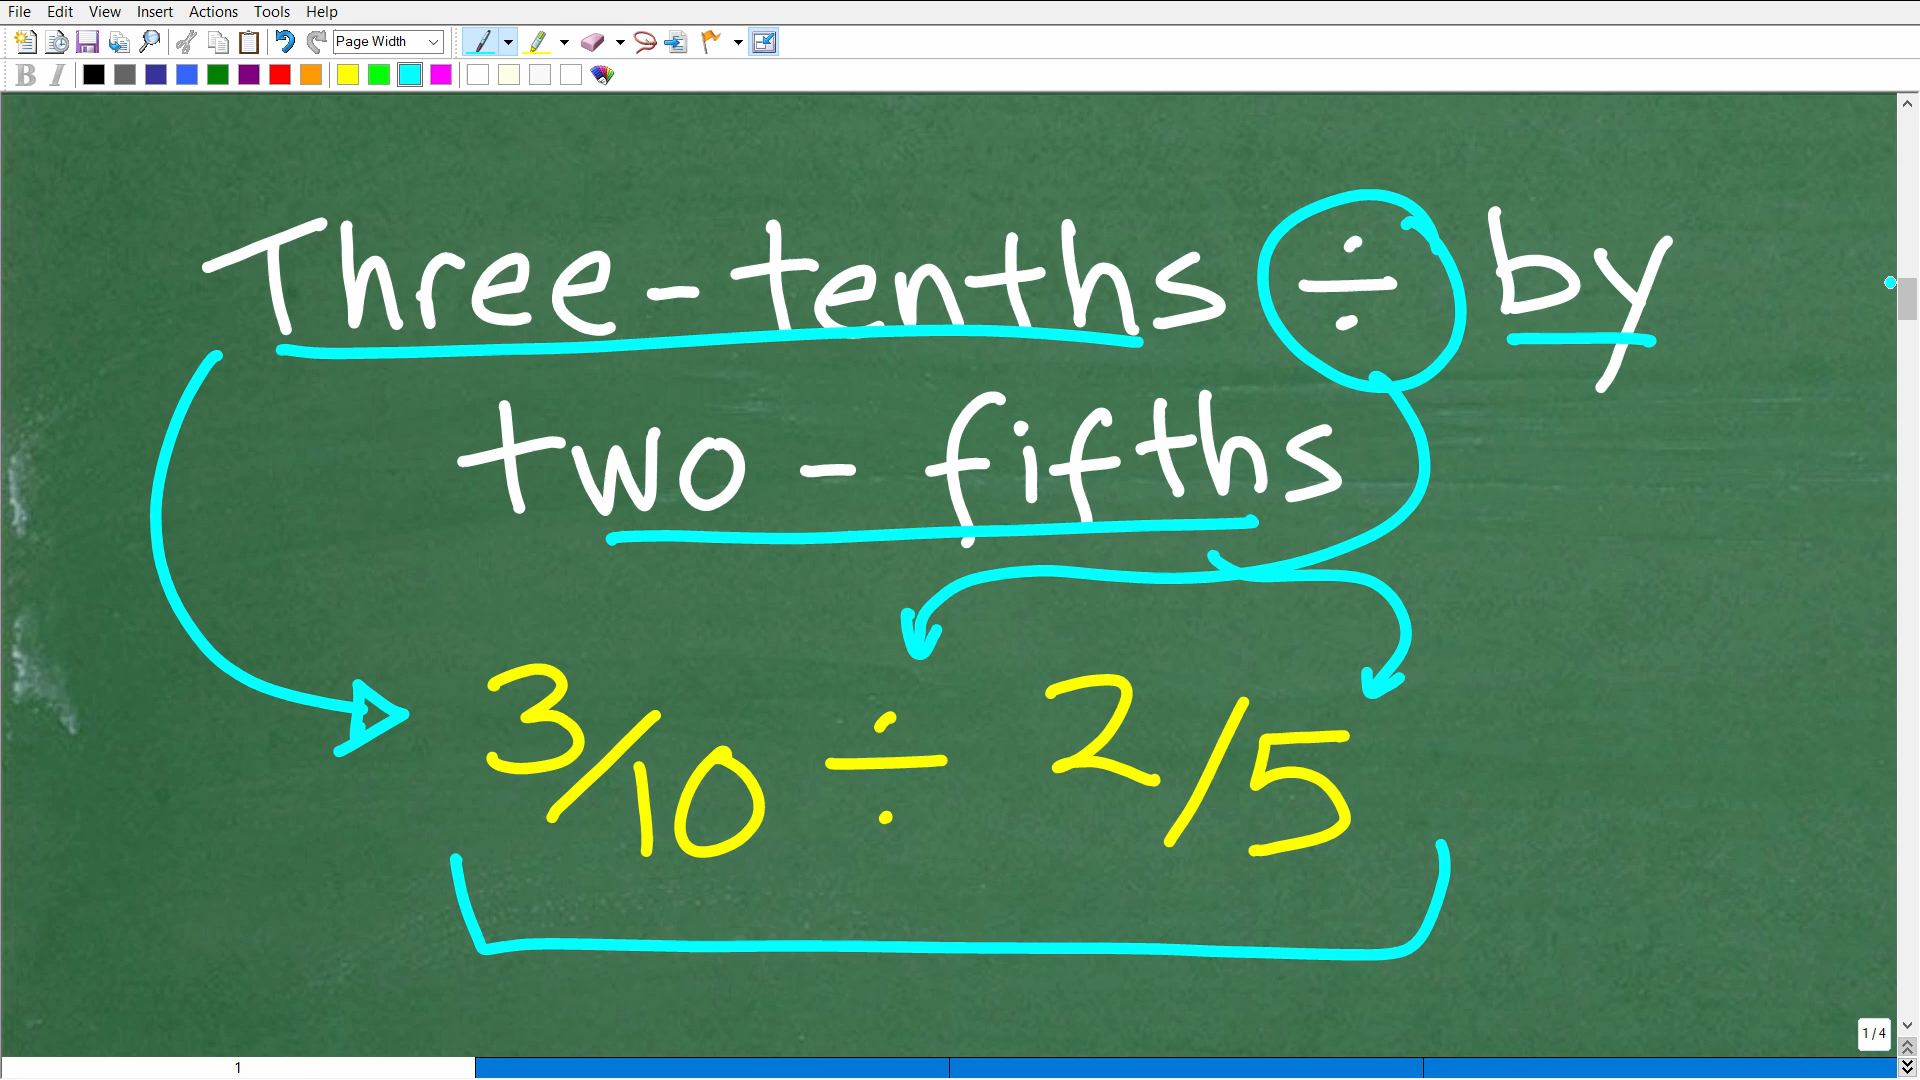 File Edit View Insert Actions Tools Help
Page Width
B I
Three-tenths ÷ by
two-fifths
3/10 ÷ 2/5
1 / 4
1